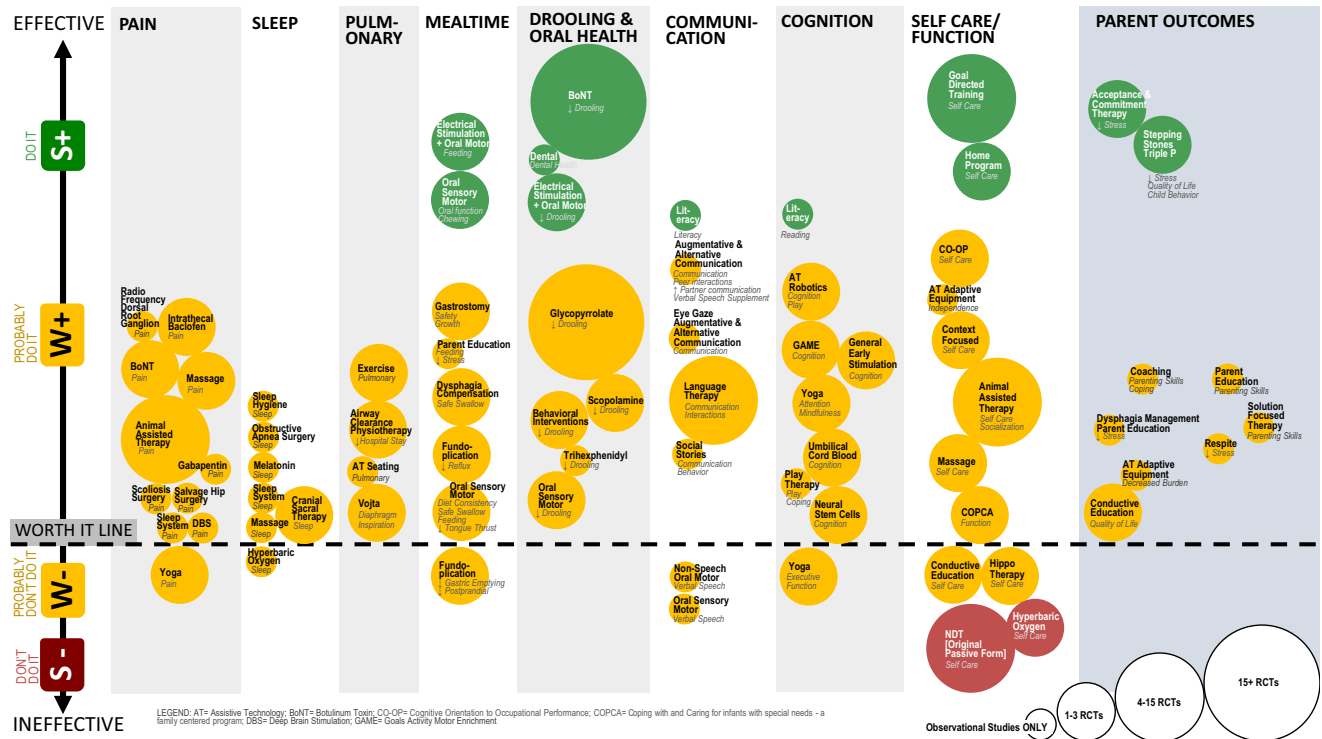 EFFECTIVE
DO IT
S+
PROBABLY
DO IT
W+
WORTH IT LINE
PROBABLY
DON'T DO IT
W-
DON'T
DO IT
S -
INEFFECTIVE
PAIN
Radio
Frequency
Dorsal
Root
Ganglion
Pain
Intrathecal
Baclofen
Pain
BoNT
Pain
Massage
Pain
Animal
Assisted
Therapy
Pain
Gabapentin
Pain
Scoliosis
Surgery
Pain
Salvage Hip
Surgery
Pain
Sleep
System
Pain
DBS
Pain
Yoga
Pain
SLEEP
Sleep
Hygiene
Sleep
Obstructive
Apnea Surgery
Sleep
Melatonin
Sleep
Sleep
System
Sleep
Cranial
Sacral
Therapy
Sleep
Massage
Sleep
Hyperbaric
Oxygen
Sleep
PULM-
ONARY
Exercise
Pulmonary
Airway
Clearance
Physiotherapy
↓Hospital Stay
AT Seating
Pulmonary
Vojta
Diaphragm
Inspiration
MEALTIME
Electrical
Stimulation
+ Oral Motor
Feeding
Oral
Sensory
Motor
Oral function
Chewing
Gastrostomy
Safety
Growth
Parent Education
Feeding
↓ Stress
Dysphagia
Compensation
Safe Swallow
Fundo-
plication
↓ Reflux
Oral Sensory
Motor
Diet Consistency
Safe Swallow
Feeding
↓ Tongue Thrust
Fundo-
plication
↓ Gastric Emptying
↓ Postprandial
DROOLING &
ORAL HEALTH
BoNT
↓ Drooling
Dental
Dental Health
Electrical
Stimulation
+ Oral Motor
↓ Drooling
Glycopyrrolate
↓ Drooling
Scopolamine
↓ Drooling
Behavioral
Interventions
↓ Drooling
Trihexphenidyl
↓ Drooling
Oral
Sensory
Motor
↓ Drooling
COMMUNI-
CATION
Lit-
eracy
Literacy
Augmentative &
Alternative
Communication
Communication
Peer interactions
↑ Partner communication
Verbal Speech Supplement
Eye Gaze
Augmentative &
Alternative
Communication
Communication
Language
Therapy
Communication
Interactions
Social
Stories
Communication
Behavior
Non-Speech
Oral Motor
Verbal Speech
Oral Sensory
Motor
Verbal Speech
COGNITION
Lit-
eracy
Reading
AT
Robotics
Cognition
Play
GAME
Cognition
General
Early
Stimulation
Cognition
Yoga
Attention
Mindfulness
Umbilical
Cord Blood
Cognition
Play
Therapy
Play
Coping
Neural
Stem Cells
Cognition
Yoga
Executive
Function
SELF CARE/
FUNCTION
Goal
Directed
Training
Self Care
Home
Program
Self Care
CO-OP
Self Care
AT Adaptive
Equipment
Independence
Context
Focused
Self Care
Animal
Assisted
Therapy
Self Care
Socialization
Massage
Self Care
COPCA
Function
Conductive
Education
Self Care
Hippo
Therapy
Self Care
Hyperbaric
Oxygen
Self Care
NDT
[Original
Passive Form]
Self Care
PARENT OUTCOMES
Acceptance &
Commitment
Therapy
↓ Stress
Stepping
Stones
Triple P
↓ Stress
Quality of Life
Child Behavior
Coaching
Parenting Skills
Coping
Parent
Education
Parenting Skills
Dysphagia Management
Parent Education
↓ Stress
Solution
Focused
Therapy
Parenting Skills
Respite
↓ Stress
AT Adaptive
Equipment
Decreased Burden
Conductive
Education
Quality of Life
Observational Studies ONLY
1-3 RCTs
4-15 RCTs
15+ RCTs
LEGEND: AT= Assistive Technology; BoNT= Botulinum Toxin; CO-OP= Cognitive Orientation to Occupational Performance; COPCA= Coping with and Caring for infants with special needs - a
family centered program; DBS= Deep Brain Stimulation; GAME= Goals Activity Motor Enrichment